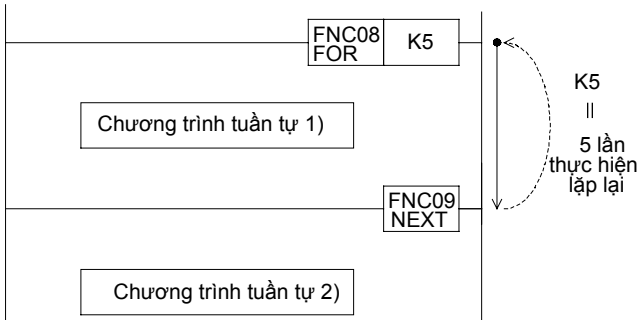 FNC08
FOR
K5
K5
=
5 lần
thực hiện
lặp lại
Chương trình tuần tự 1)
FNC09
NEXT
Chương trình tuần tự 2)